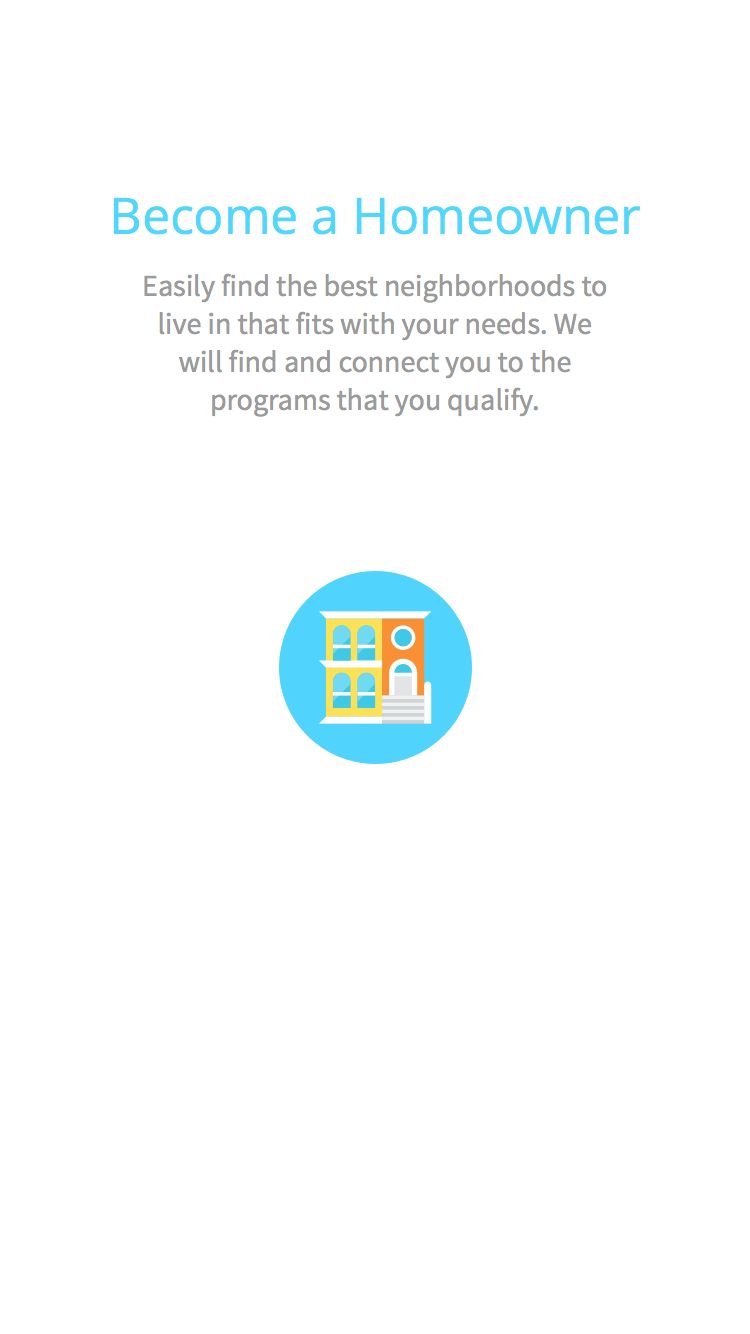 Become a Homeowner
Easily find the best neighborhoods to
live in that fits with your needs. We
will find and connect you to the
programs that you qualify.